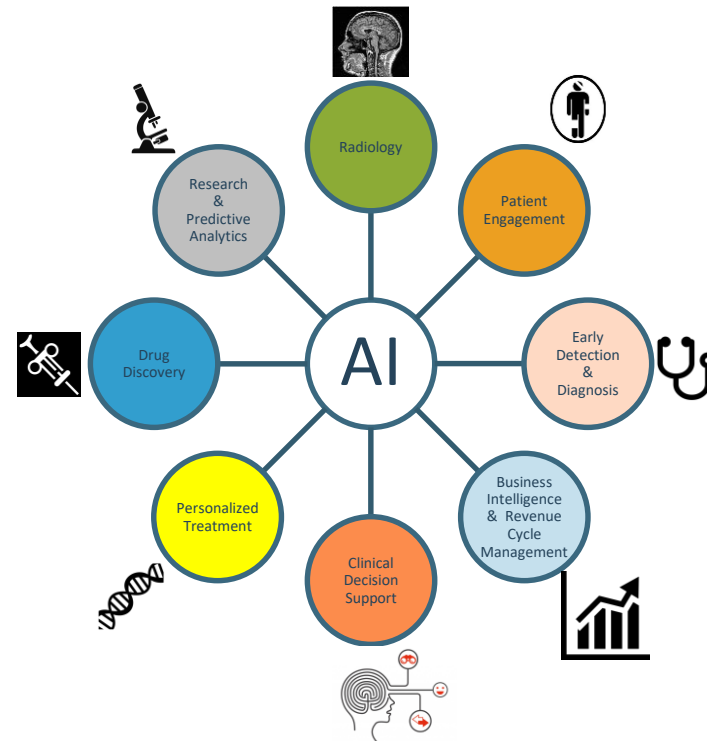 Radiology
Patient
Engagement
Early
Detection
&
Diagnosis
Business
Intelligence
& Revenue
Cycle
Management
Clinical
Decision
Support
Personalized
Treatment
Drug
Discovery
Research
&
Predictive
Analytics
AI